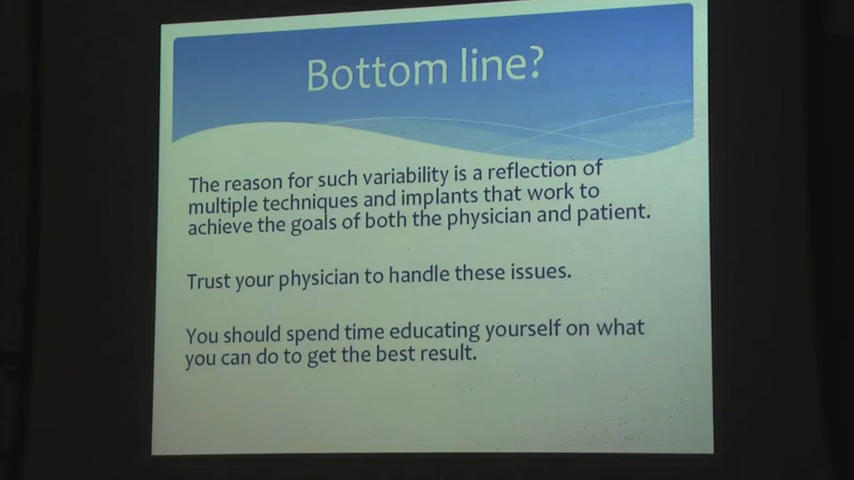 Bottom line?
The reason for such variability is a reflection of
multiple techniques and implants that work to
achieve the goals of both the physician and patient.
Trust your physician to handle these issues.
You should spend time educating yourself on what
you can do to get the best result.